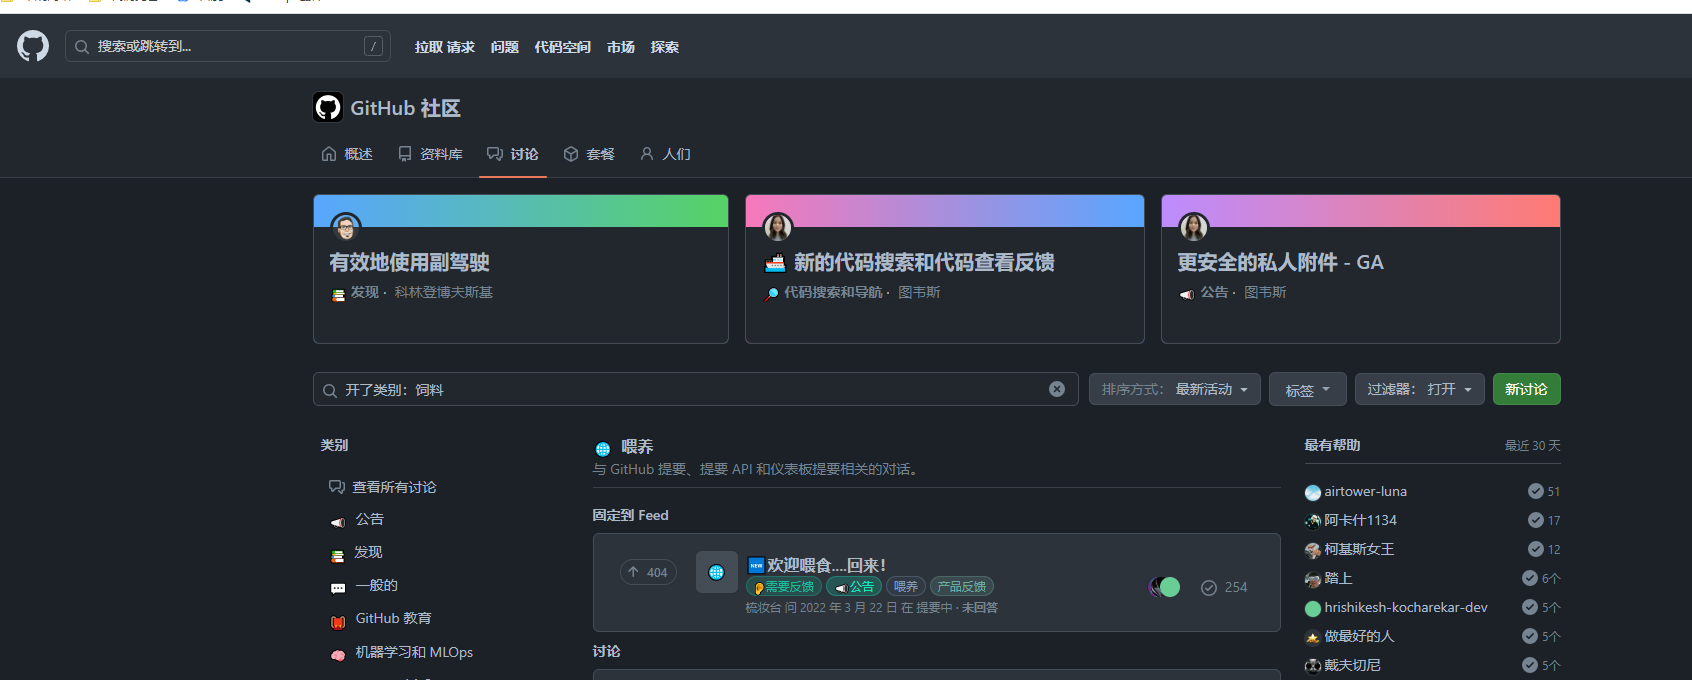 搜索或跳转到...
/
拉取 请求 问题 代码空间 市场 探索
GitHub 社区
概述 资料库 讨论 套餐 人们
有效地使用副驾驶
发现 · 科林登博夫斯基
新的代码搜索和代码查看反馈
代码搜索和导航 · 图韦斯
更安全的私人附件 - GA
公告 · 图韦斯
开了类别：饲料
排序方式： 最新活动
标签
过滤器： 打开
新讨论
类别
查看所有讨论
公告
发现
一般的
GitHub 教育
机器学习和 MLOps
喂养
与 GitHub 提要、提要 API 和仪表板提要相关的对话。
固定到 Feed
404
NEW 欢迎喂食....回来！
需要反馈 公告 喂养 产品反馈
梳妆台 问 2022 年 3 月 22 日 在 提要中 · 未回答
254
讨论
最有帮助 最近 30 天
airtower-luna 51
阿卡什1134 17
柯基斯女王 12
踏上 6个
hrishikesh-kocharekar-dev 5个
做最好的人 5个
戴夫切尼 5个